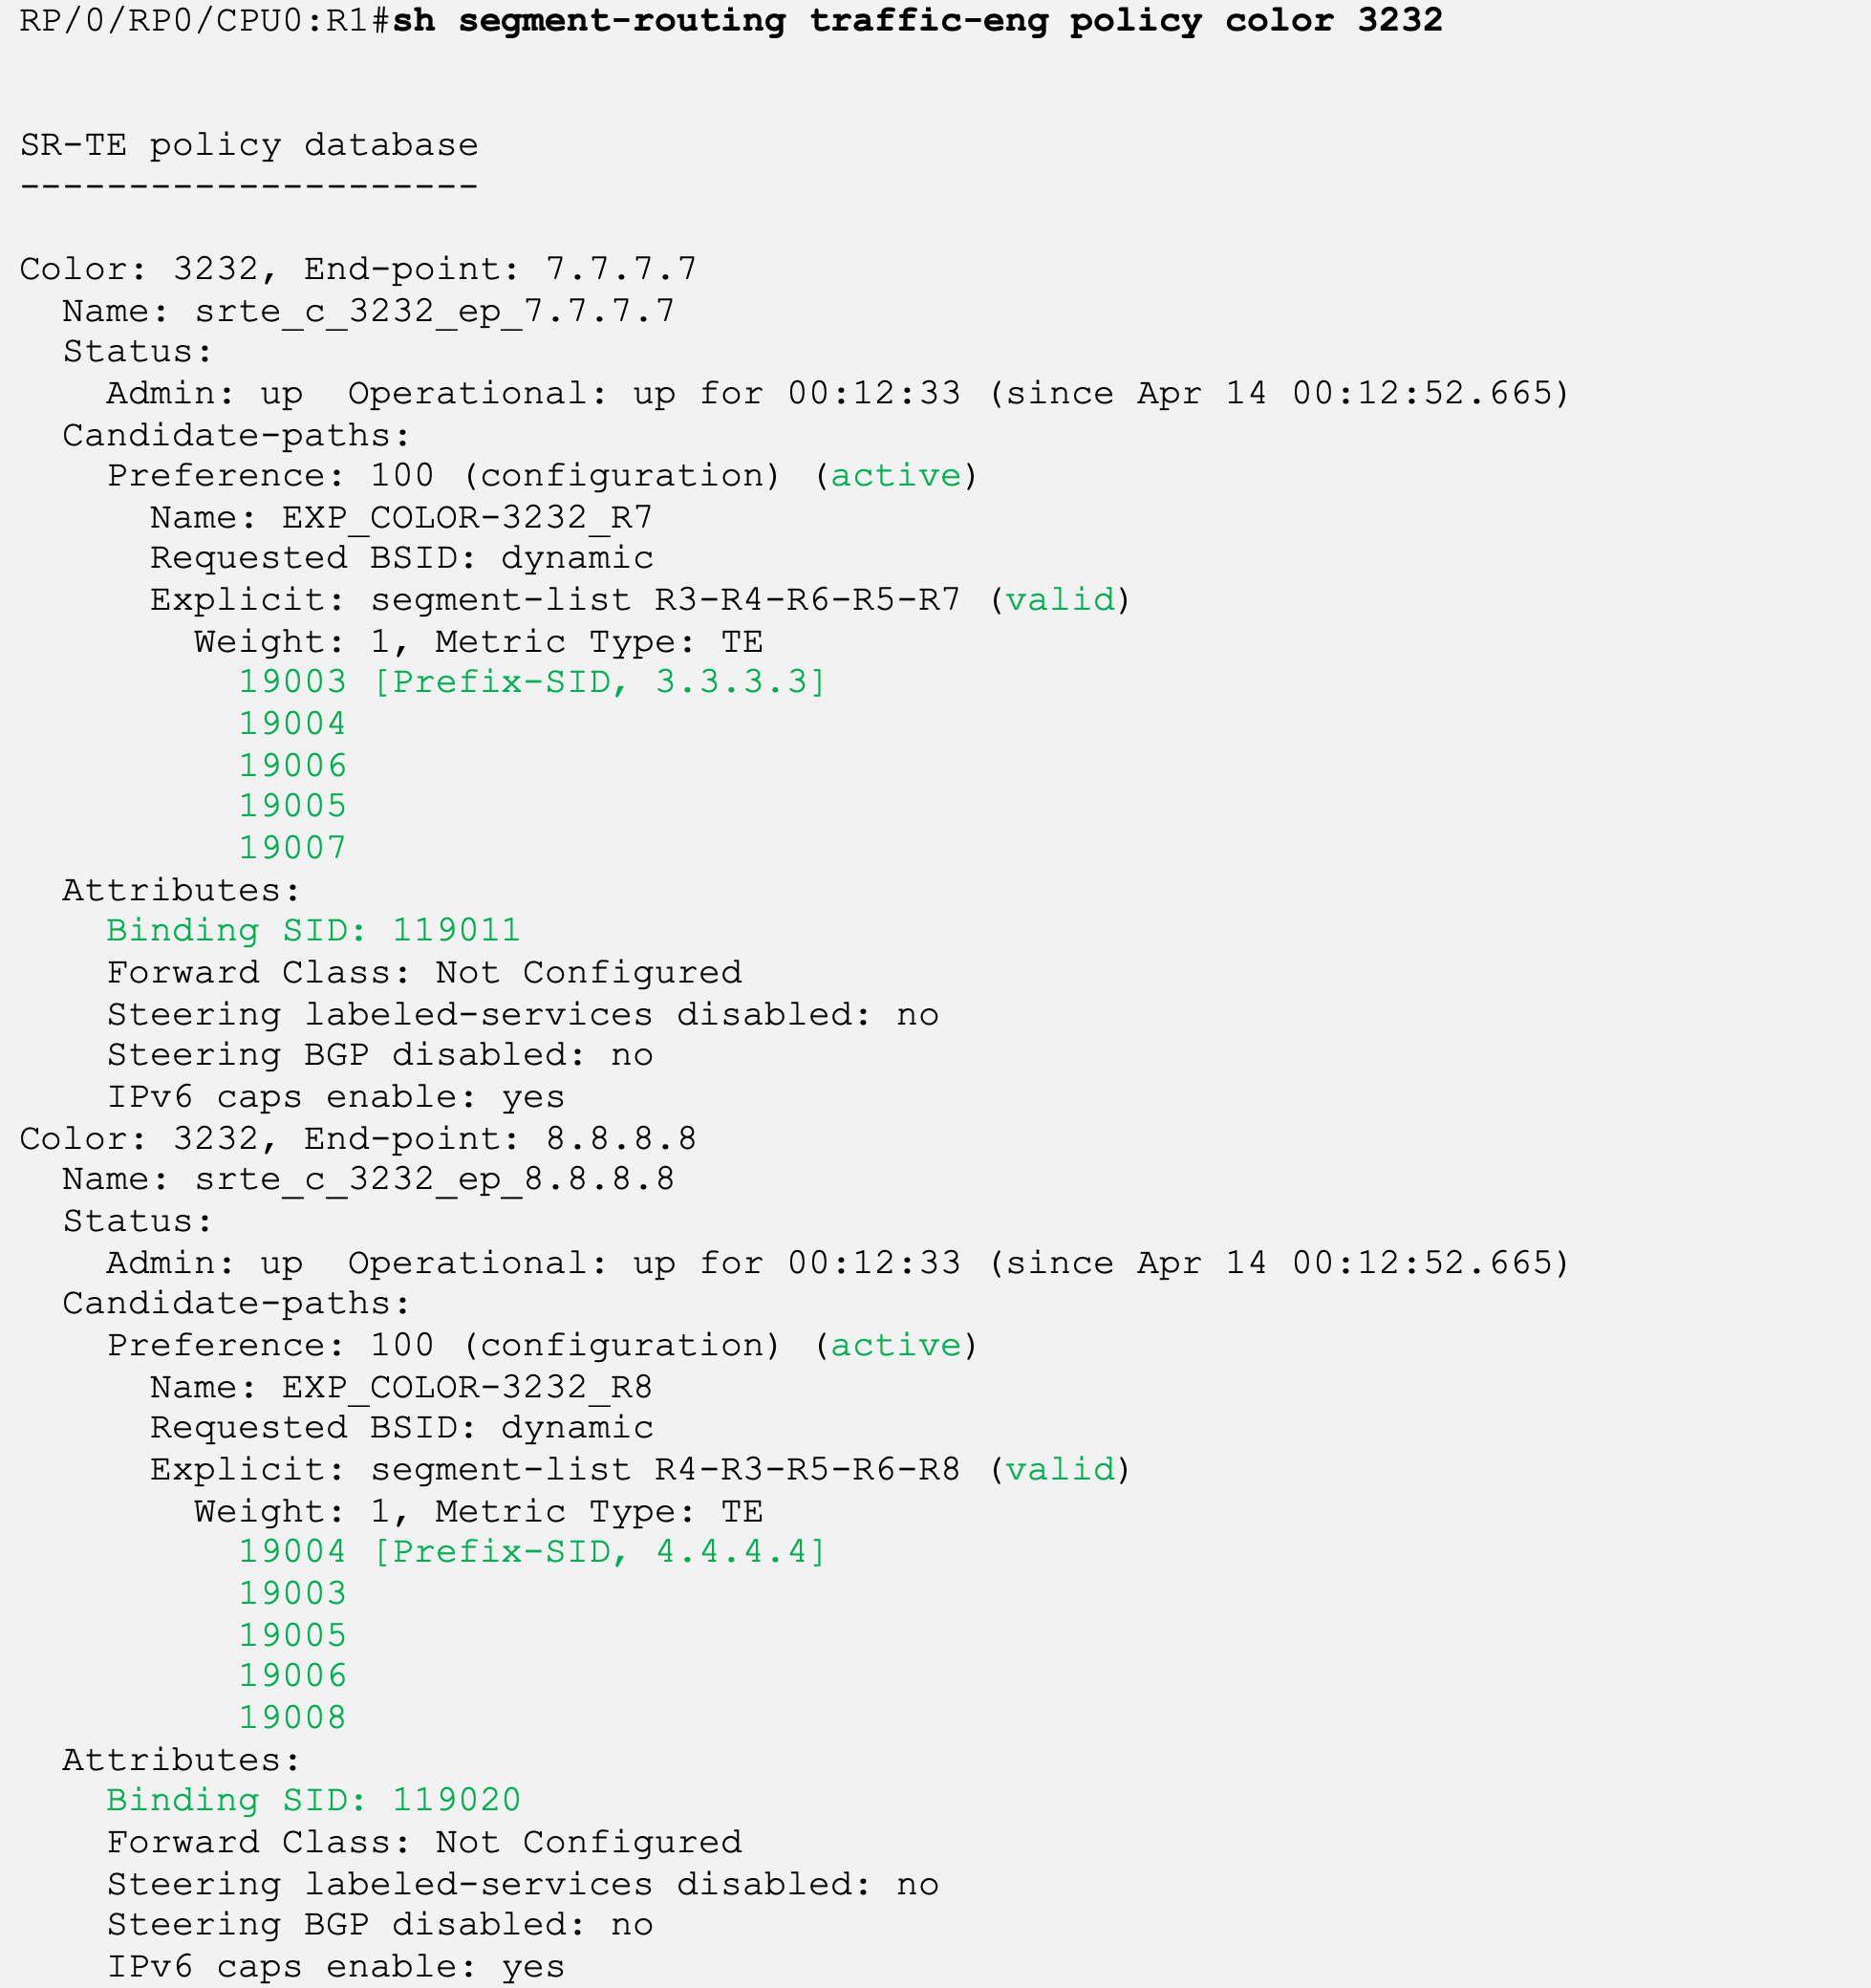 RP/0/RP0/CPU0:R1#sh segment-routing traffic-eng policy color 3232
SR-TE policy database
---------------------
Color: 3232, End-point: 7.7.7.7
Name: srte_c_3232_ep_7.7.7.7
Status:
Admin: up  Operational: up for 00:12:33 (since Apr 14 00:12:52.665)
Candidate-paths:
Preference: 100 (configuration) (active)
Name: EXP_COLOR-3232_R7
Requested BSID: dynamic
Explicit: segment-list R3-R4-R6-R5-R7 (valid)
Weight: 1, Metric Type: TE
19003 [Prefix-SID, 3.3.3.3]
19004
19006
19005
19007
Attributes:
Binding SID: 119011
Forward Class: Not Configured
Steering labeled-services disabled: no
Steering BGP disabled: no
IPv6 caps enable: yes
Color: 3232, End-point: 8.8.8.8
Name: srte_c_3232_ep_8.8.8.8
Status:
Admin: up  Operational: up for 00:12:33 (since Apr 14 00:12:52.665)
Candidate-paths:
Preference: 100 (configuration) (active)
Name: EXP_COLOR-3232_R8
Requested BSID: dynamic
Explicit: segment-list R4-R3-R5-R6-R8 (valid)
Weight: 1, Metric Type: TE
19004 [Prefix-SID, 4.4.4.4]
19003
19005
19006
19008
Attributes:
Binding SID: 119020
Forward Class: Not Configured
Steering labeled-services disabled: no
Steering BGP disabled: no
IPv6 caps enable: yes